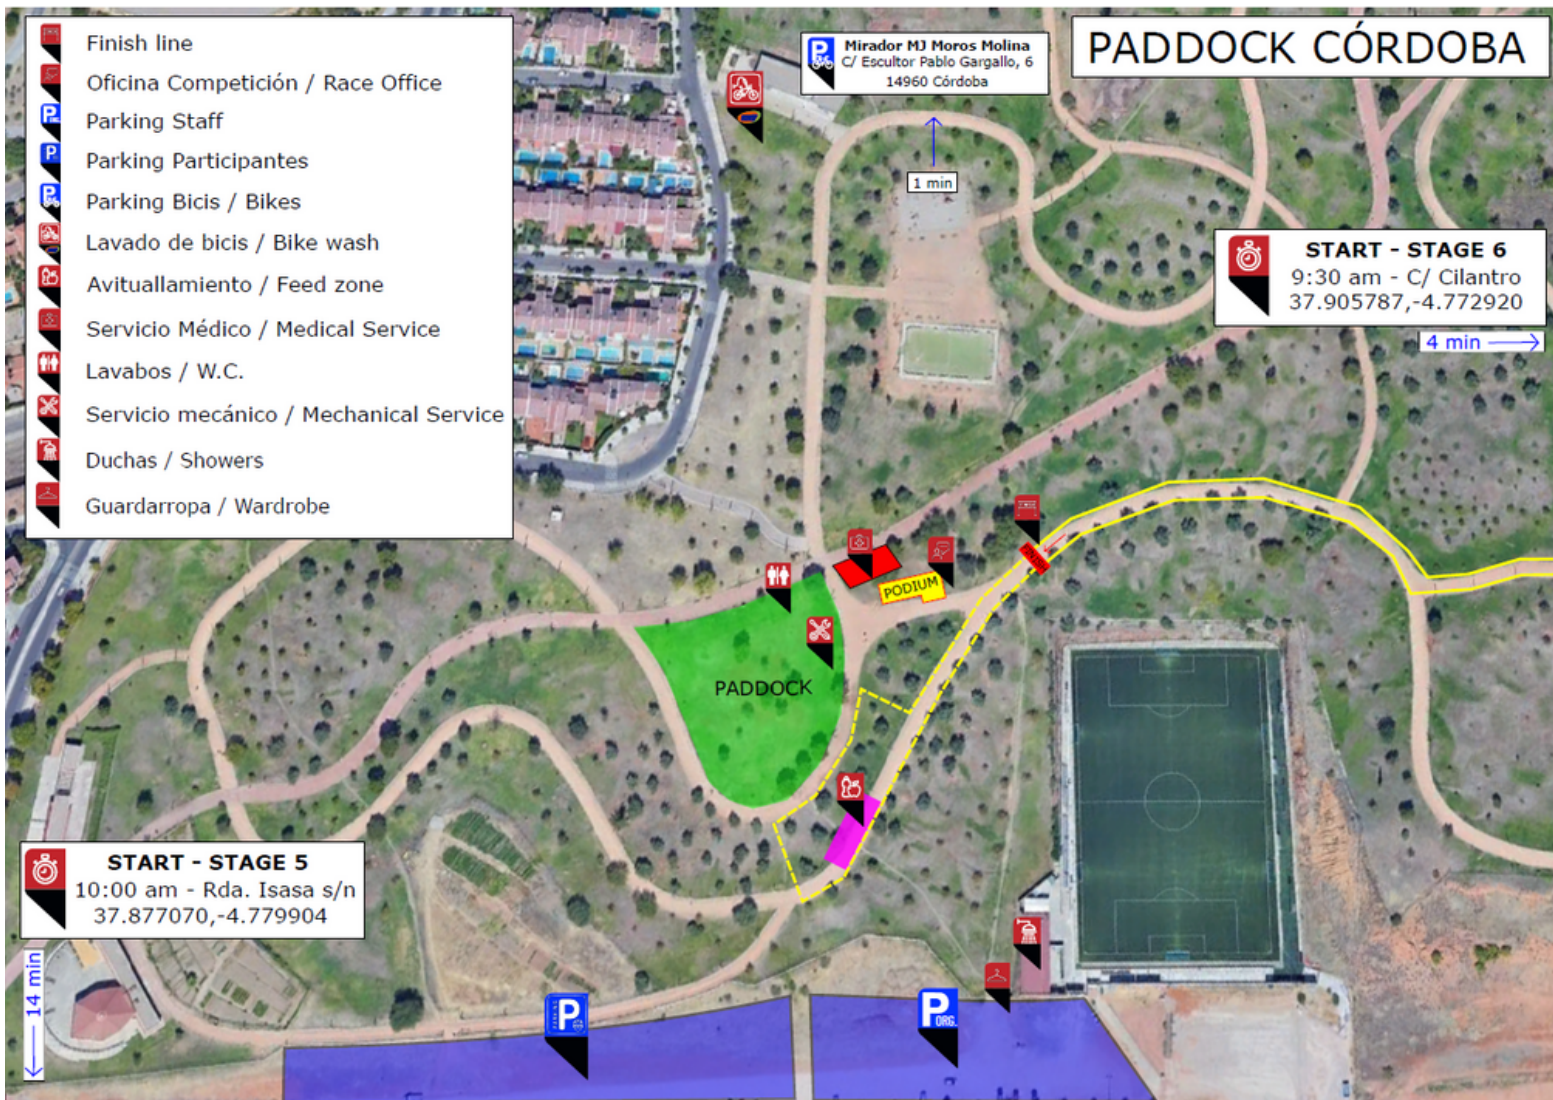 Finish line
Oficina Competición / Race Office
Parking Staff
Parking Participantes
Parking Bicis / Bikes
Lavado de bicis / Bike wash
Avituallamiento / Feed zone
Servicio Médico / Medical Service
Lavabos / W.C.
Servicio mecánico / Mechanical Service
Duchas / Showers
Guardarropa / Wardrobe
Mirador MJ Moros Molina
C/ Escultor Pablo Gargallo, 6
14960 Córdoba
PADDOCK CÓRDOBA
1 min
START - STAGE 6
9:30 am - C/ Cilantro
37.905787,-4.772920
4 min
PODIUM
PADDOCK
START - STAGE 5
10:00 am - Rda. Isasa s/n
37.877070,-4.779904
14 min
P
P
ORG.